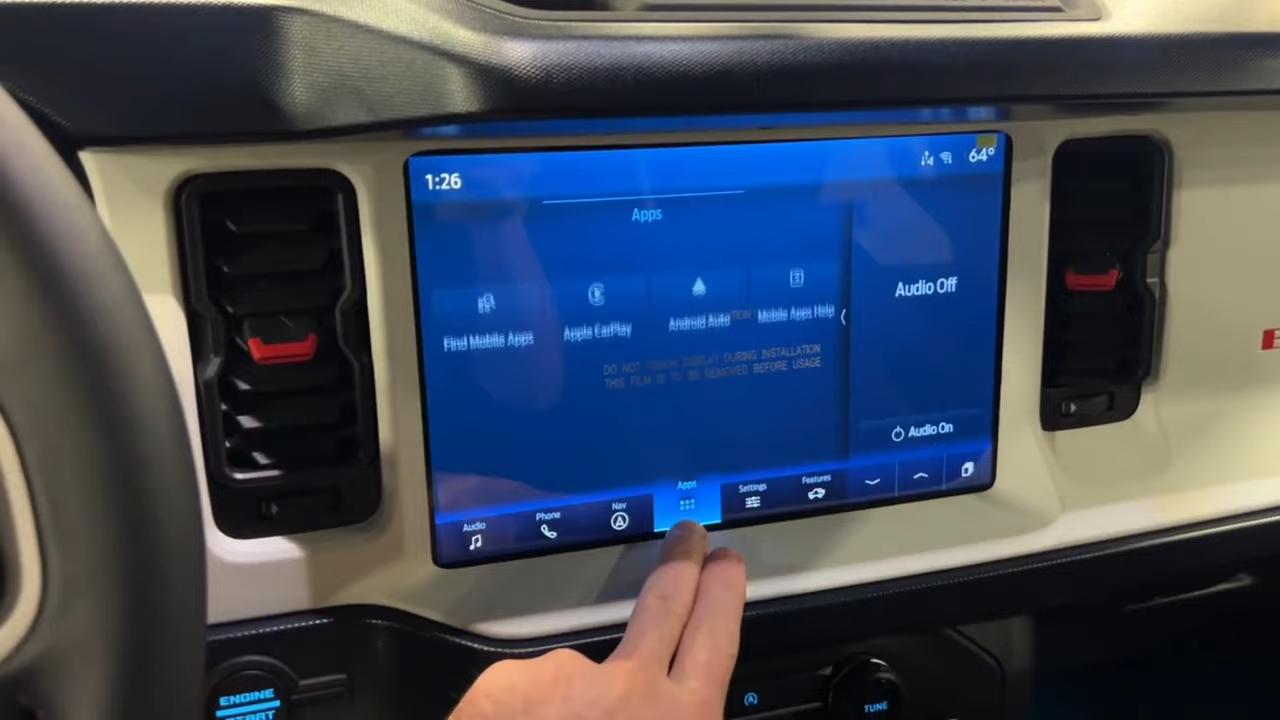 1:26
64°
Apps
Find Mobile Apps
Apple CarPlay
Android Auto
Mobile Apps Help
Audio Off
DO NOT TOUCH DISPLAY DURING INSTALLATION
THIS FILM IS TO BE REMOVED BEFORE USAGE
Audio On
Audio
Phone
Nav
Apps
Settings
Features
ENGINE
START
TUNE